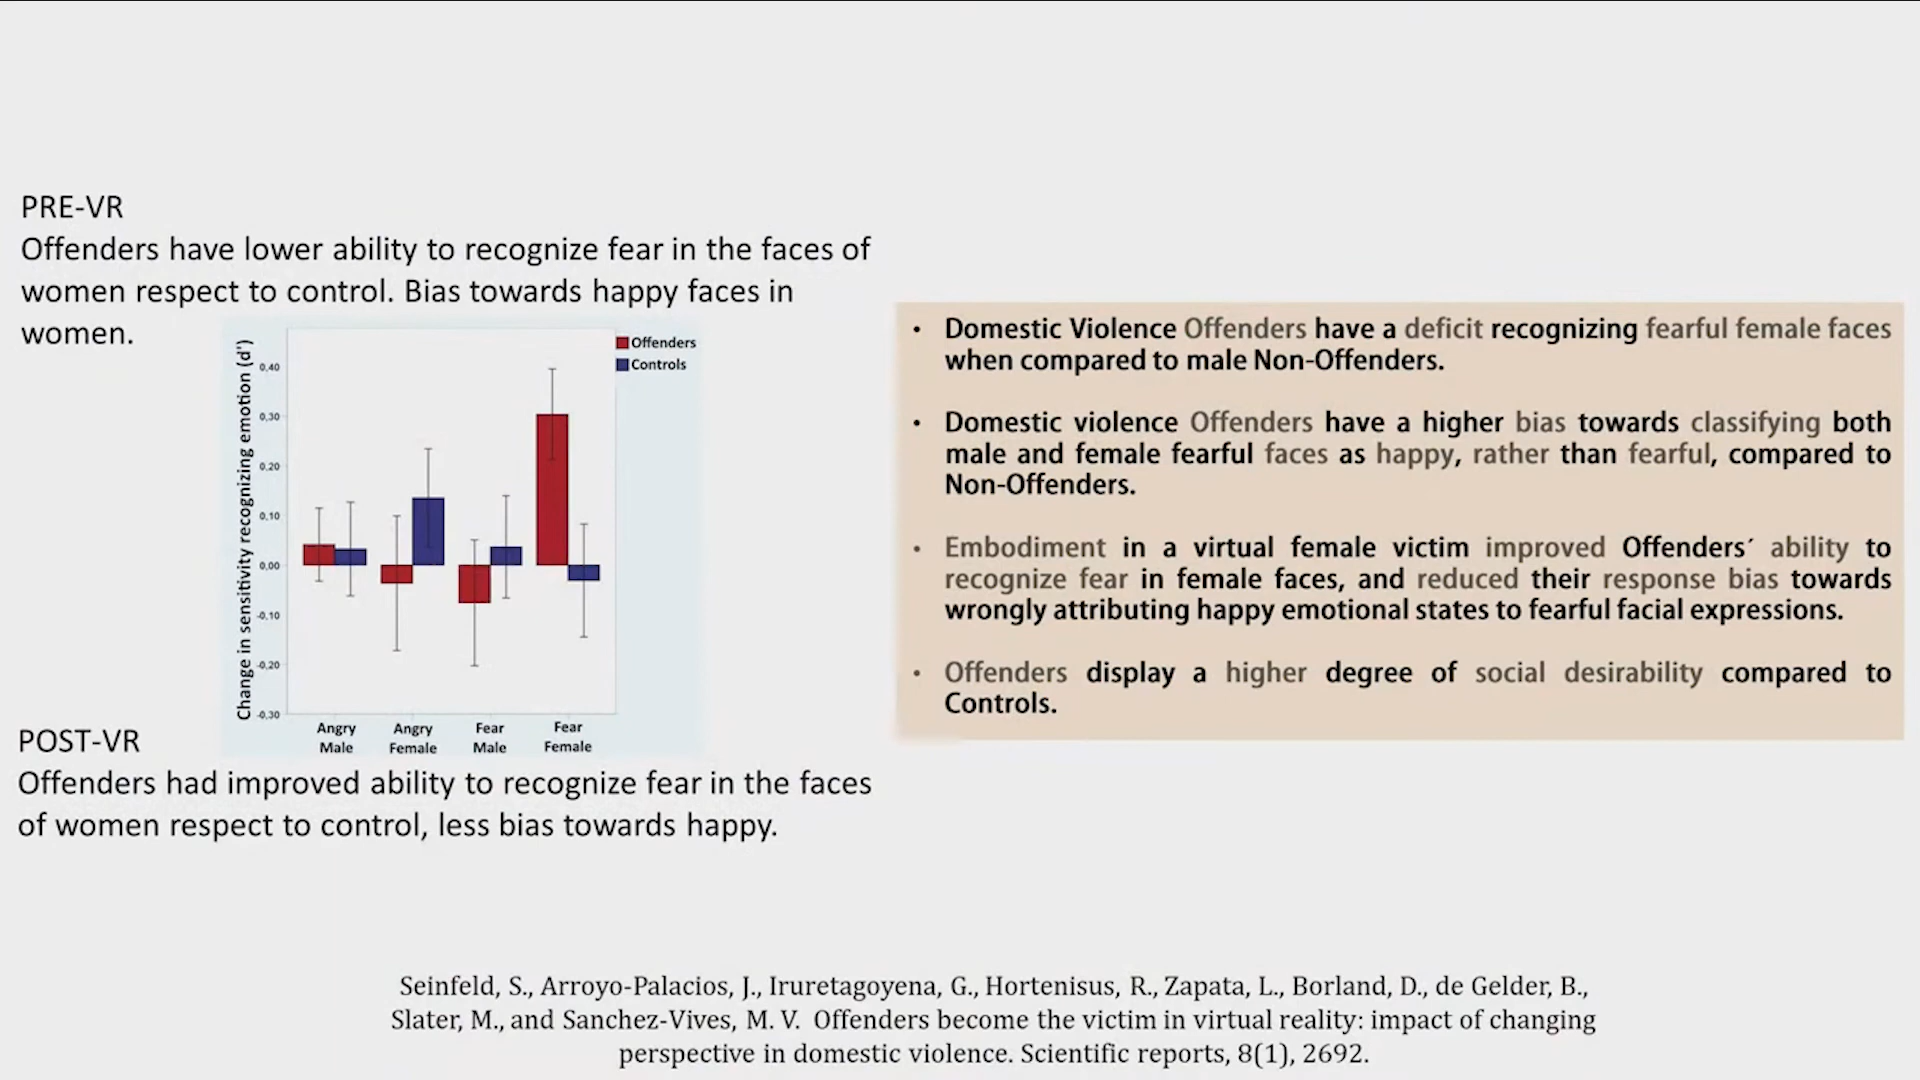 PRE-VR
Offenders have lower ability to recognize fear in the faces of
women respect to control. Bias towards happy faces in
women.
Change in sensitivity recognizing emotion (d')
0,40
0,30
0,20
0,10
0,00
-0,10
-0,20
-0,30
Offenders
Controls
Angry
Male
Angry
Female
Fear
Male
Fear
Female
POST-VR
Offenders had improved ability to recognize fear in the faces
of women respect to control, less bias towards happy.
• Domestic Violence Offenders have a deficit recognizing fearful female faces
when compared to male Non-Offenders.
• Domestic violence Offenders have a higher bias towards classifying both
male and female fearful faces as happy, rather than fearful, compared to
Non-Offenders.
• Embodiment in a virtual female victim improved Offenders´ ability to
recognize fear in female faces, and reduced their response bias towards
wrongly attributing happy emotional states to fearful facial expressions.
• Offenders display a higher degree of social desirability compared to
Controls.
Seinfeld, S., Arroyo-Palacios, J., Iruretagoyena, G., Hortenisus, R., Zapata, L., Borland, D., de Gelder, B.,
Slater, M., and Sanchez-Vives, M. V. Offenders become the victim in virtual reality: impact of changing
perspective in domestic violence. Scientific reports, 8(1), 2692.